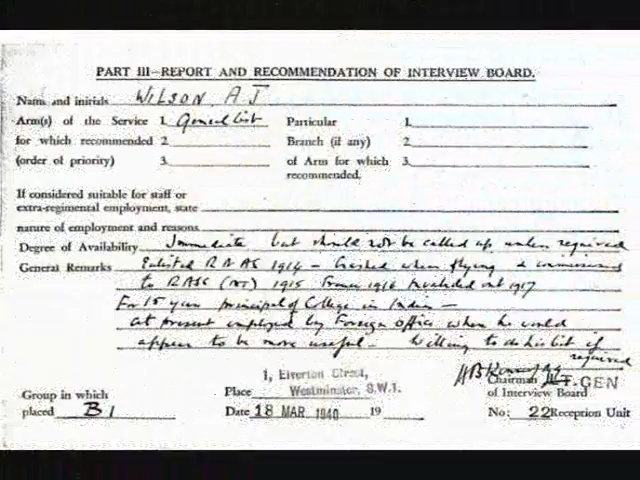 PART III—REPORT AND RECOMMENDATION OF INTERVIEW BOARD.
Name and initials WILSON A J
Arm(s) of the Service 1. General List Particular 1.
for which recommended 2. Branch (if any) 2.
(order of priority) 3. of Arm for which 3.
recommended.
If considered suitable for staff or
extra-regimental employment, state
nature of employment and reasons
Degree of Availability Immediate but should not be called up unless required
General Remarks Enlisted 1914 – Crashed when flying & commissioned
to RASC (MT) 1915 France 1916 Invalided out 1917
For 15 years principal of College in India —
at present employed by Foreign Office where he would
appear to be more useful. Willing to do his bit if
required
1, Elverton Street,
Place Westminster, S.W.1.
Chairman LT. GEN
Group in which of Interview Board
placed B1 Date 18 MAR 1940 19 No: 22 Reception Unit